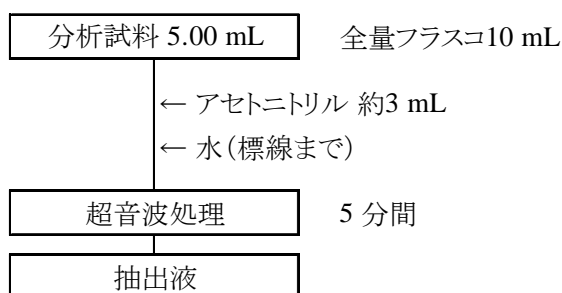 分析試料 5.00 mL 全量フラスコ10 mL
← アセトニトリル 約3 mL
← 水(標線まで)
超音波処理 5 分間
抽出液